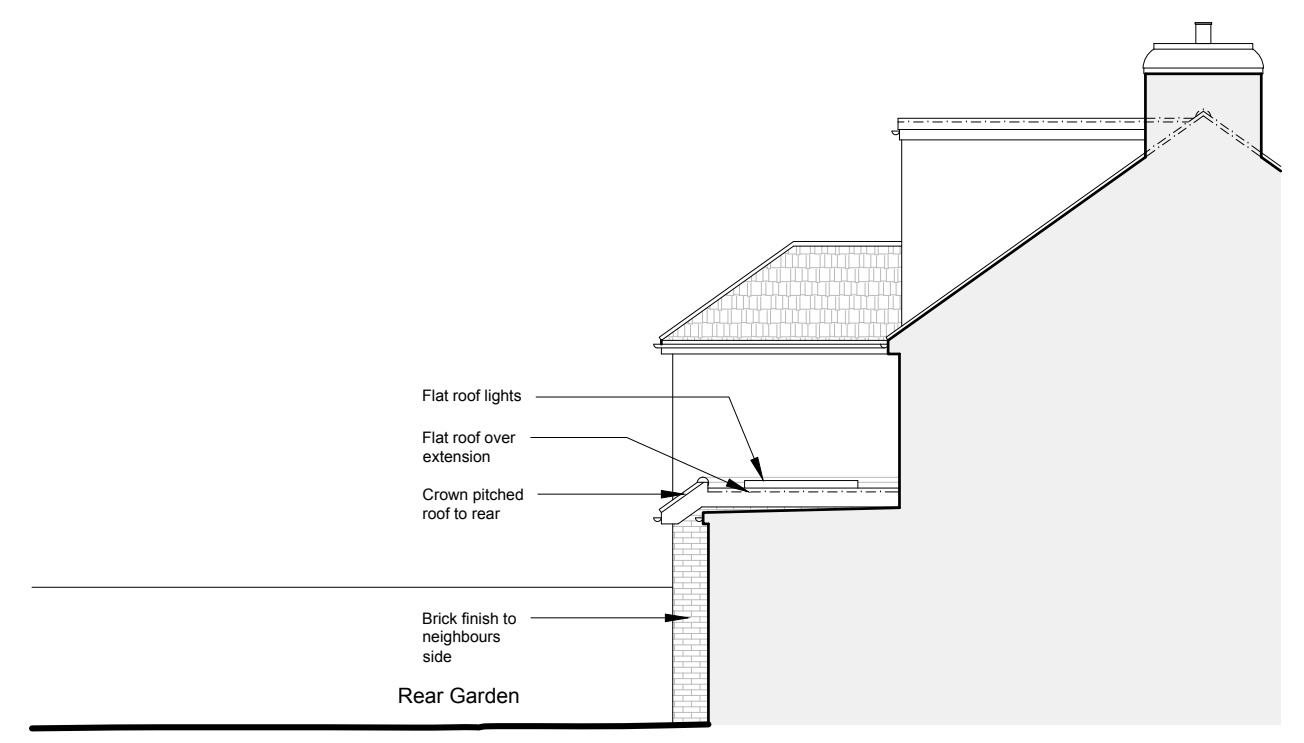 Flat roof lights
Flat roof over
extension
Crown pitched
roof to rear
Brick finish to
neighbours
side
Rear Garden